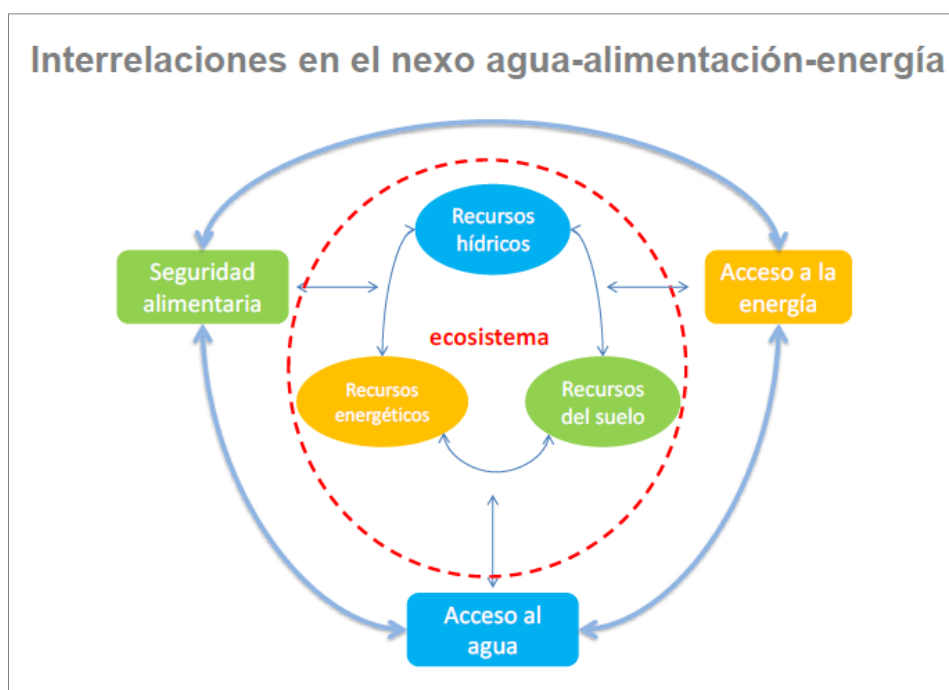 Interrelaciones en el nexo agua-alimentación-energía
Recursos
hídricos
Seguridad
alimentaria
Acceso a la
energía
ecosistema
Recursos
energéticos
Recursos
del suelo
Acceso al
agua